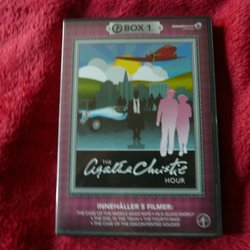 BOX 1
THE
Agatha Christie
HOUR
INNEHÅLLER 5 FILMER:
THE CASE OF THE MIDDLE AGED WIFE • IN A GLASS DARKLY
• THE GIRL IN THE TRAIN • THE FOURTH MAN
• THE CASE OF THE DISCONTENTED SOLDIER